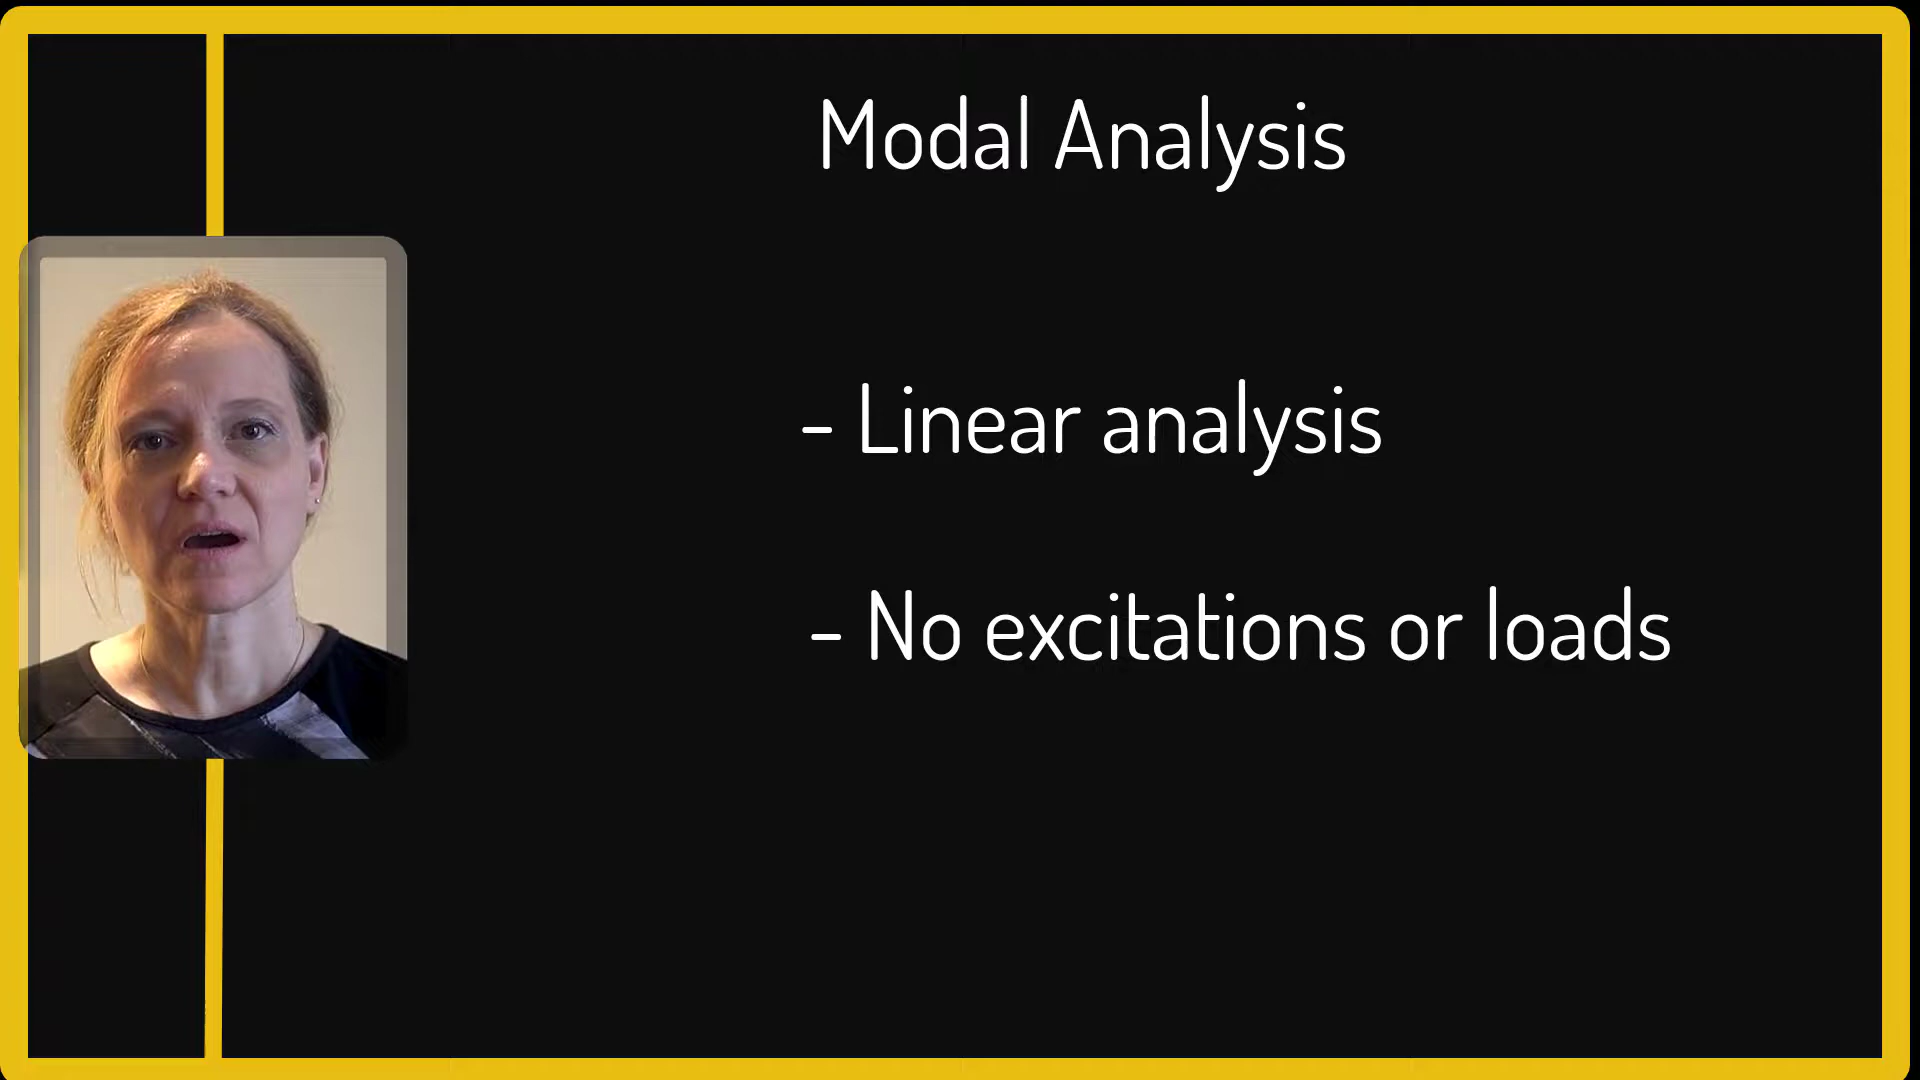 Modal Analysis
- Linear analysis
- No excitations or loads